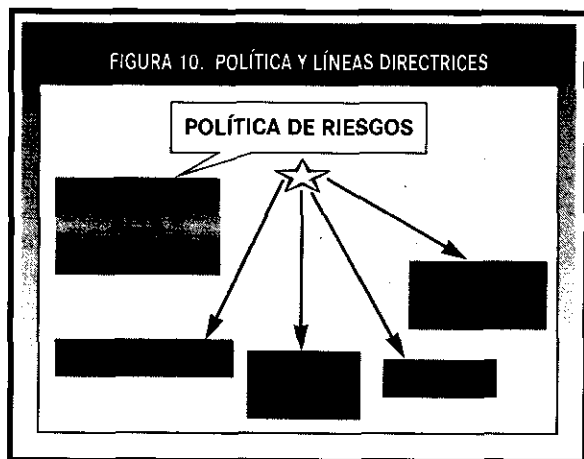 FIGURA 10. POLÍTICA Y LÍNEAS DIRECTRICES
POLÍTICA DE RIESGOS